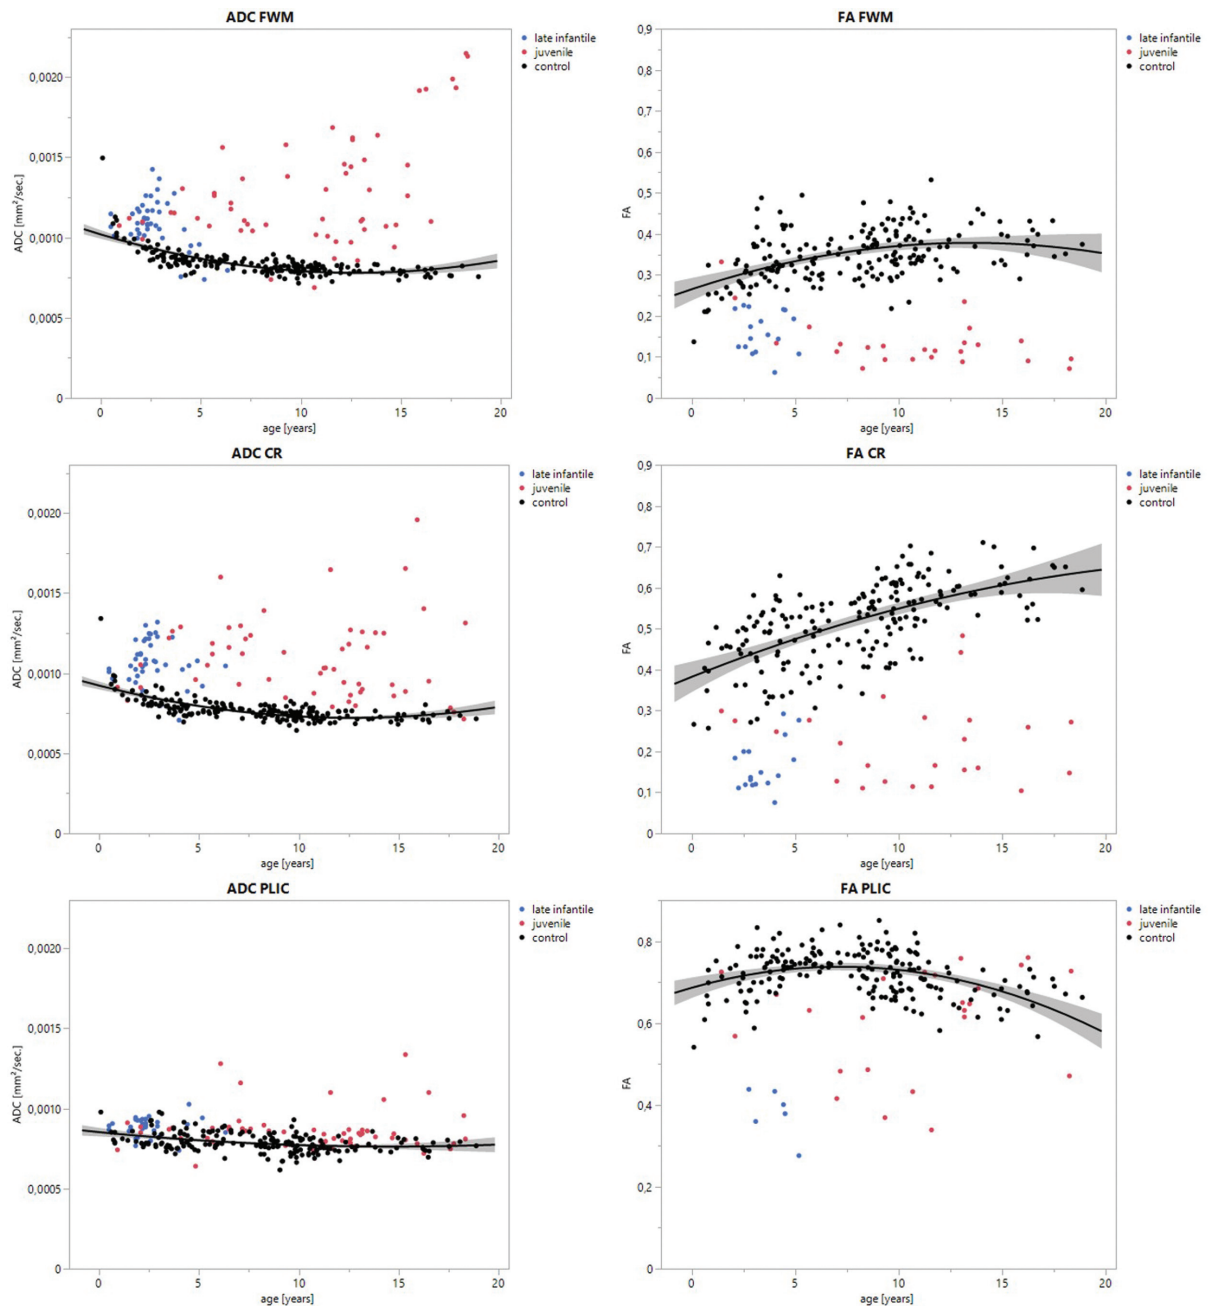 ADC FWM
late infantile
juvenile
control
0,0020
0,0015
0,0010
0,0005
0
ADC [mm²/sec.]
0 5 10 15 20
age [years]
FA FWM
late infantile
juvenile
control
0,9
0,8
0,7
0,6
0,5
0,4
0,3
0,2
0,1
0
FA
0 5 10 15 20
age [years]
ADC CR
late infantile
juvenile
control
0,0020
0,0015
0,0010
0,0005
0
ADC [mm²/sec.]
0 5 10 15 20
age [years]
FA CR
late infantile
juvenile
control
0,9
0,8
0,7
0,6
0,5
0,4
0,3
0,2
0,1
0
FA
0 5 10 15 20
age [years]
ADC PLIC
late infantile
juvenile
control
0,0020
0,0015
0,0010
0,0005
0
ADC [mm²/sec.]
0 5 10 15 20
age [years]
FA PLIC
late infantile
juvenile
control
0,8
0,6
0,4
0,2
0
FA
0 5 10 15 20
age [years]